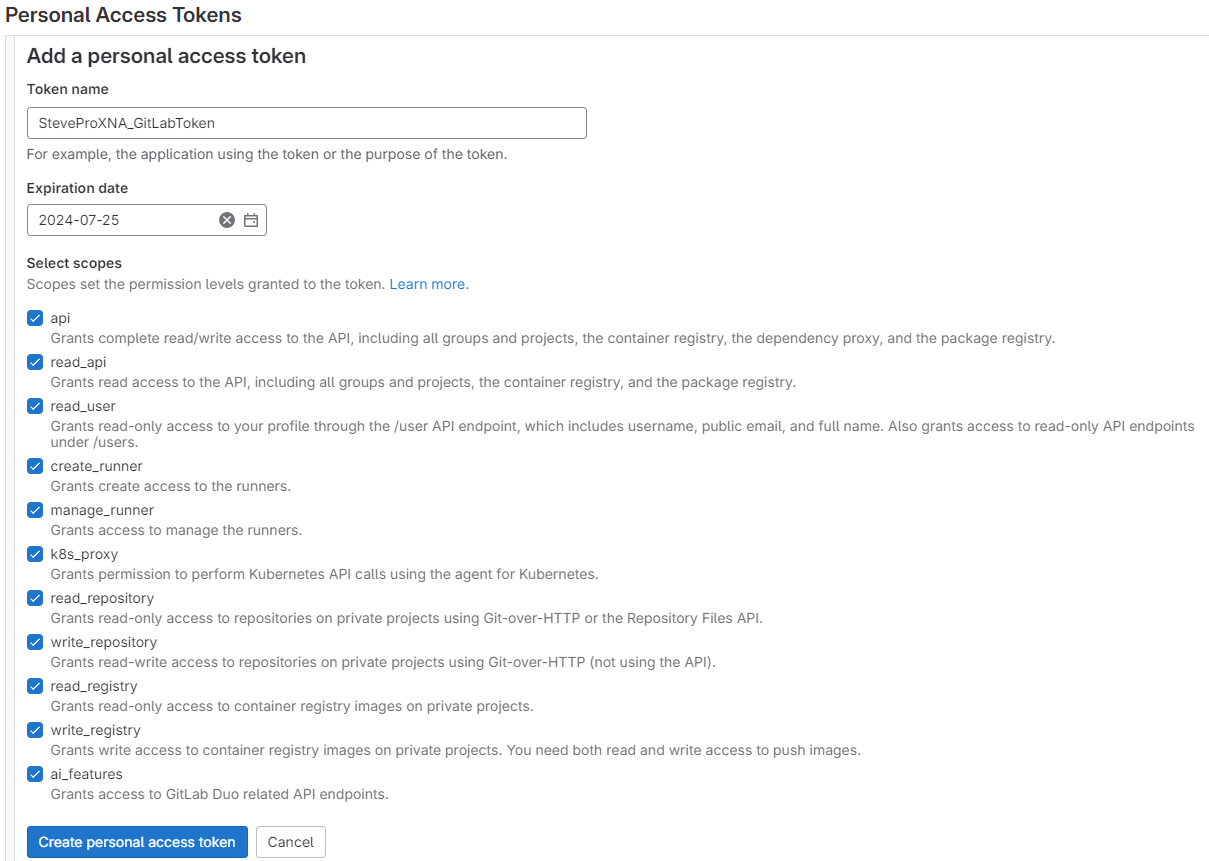 Personal Access Tokens
Add a personal access token
Token name
SteveProXNA_GitLabToken
For example, the application using the token or the purpose of the token.
Expiration date
2024-07-25
Select scopes
Scopes set the permission levels granted to the token. Learn more.
api
Grants complete read/write access to the API, including all groups and projects, the container registry, the dependency proxy, and the package registry.
read_api
Grants read access to the API, including all groups and projects, the container registry, and the package registry.
read_user
Grants read-only access to your profile through the /user API endpoint, which includes username, public email, and full name. Also grants access to read-only API endpoints
under /users.
create_runner
Grants create access to the runners.
manage_runner
Grants access to manage the runners.
k8s_proxy
Grants permission to perform Kubernetes API calls using the agent for Kubernetes.
read_repository
Grants read-only access to repositories on private projects using Git-over-HTTP or the Repository Files API.
write_repository
Grants read-write access to repositories on private projects using Git-over-HTTP (not using the API).
read_registry
Grants read-only access to container registry images on private projects.
write_registry
Grants write access to container registry images on private projects. You need both read and write access to push images.
ai_features
Grants access to GitLab Duo related API endpoints.
Create personal access token Cancel